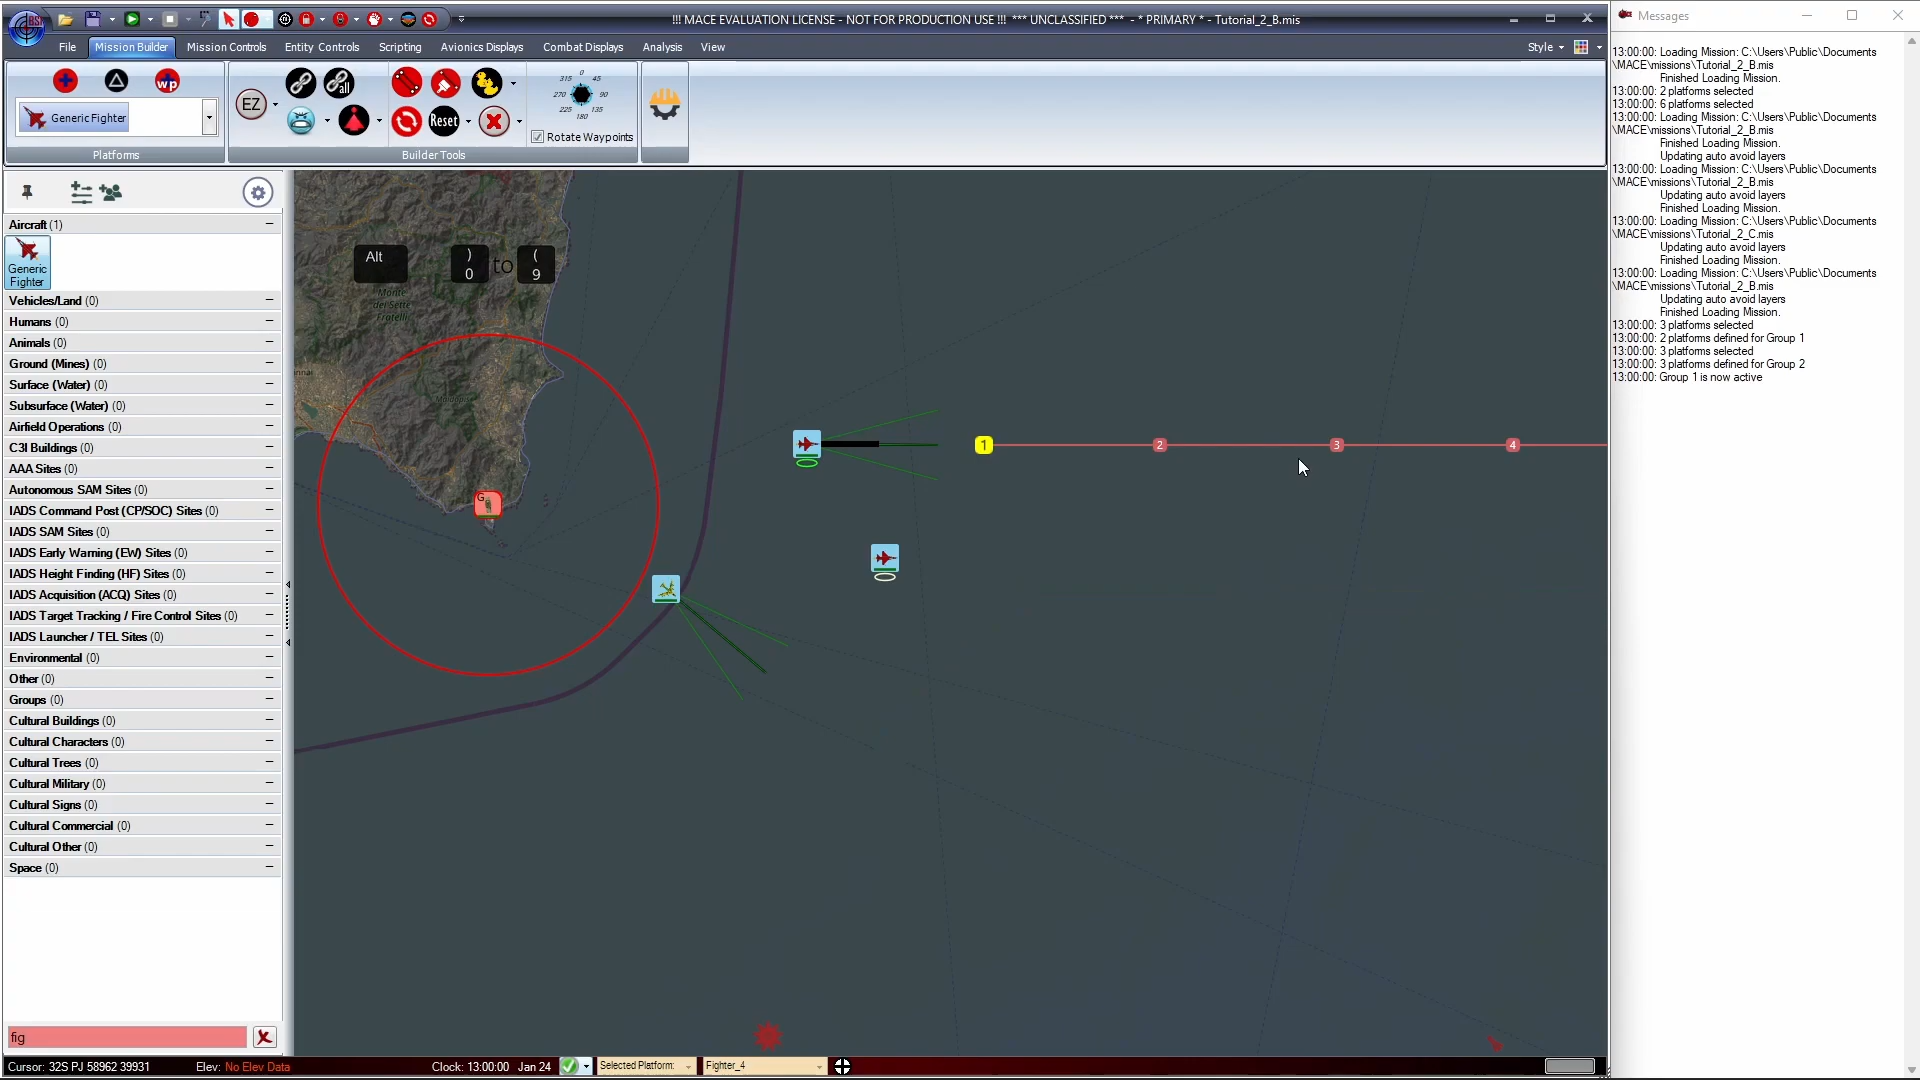 !!! MACE EVALUATION LICENSE - NOT FOR PRODUCTION USE !!! *** UNCLASSIFIED *** - * PRIMARY * - Tutorial_2_B.mis
BSI
File Mission Builder Mission Controls Entity Controls Scripting Avionics Displays Combat Displays Analysis View Style
wp
Generic Fighter
Platforms
EZ
all
Reset
0
315 45
270 90
225 135
180
Rotate Waypoints
Builder Tools
Aircraft (1)
Generic
Fighter
Vehicles/Land (0)
Humans (0)
Animals (0)
Ground (Mines) (0)
Surface (Water) (0)
Subsurface (Water) (0)
Airfield Operations (0)
C3I Buildings (0)
AAA Sites (0)
Autonomous SAM Sites (0)
IADS Command Post (CP/SOC) Sites (0)
IADS SAM Sites (0)
IADS Early Warning (EW) Sites (0)
IADS Height Finding (HF) Sites (0)
IADS Acquisition (ACQ) Sites (0)
IADS Target Tracking / Fire Control Sites (0)
IADS Launcher / TEL Sites (0)
Environmental (0)
Other (0)
Groups (0)
Cultural Buildings (0)
Cultural Characters (0)
Cultural Trees (0)
Cultural Military (0)
Cultural Signs (0)
Cultural Commercial (0)
Cultural Other (0)
Space (0)
fig
Alt ) 0 to ( 9
Monte
dei Sette
Fratelli
G
1 2 3 4
Cursor: 32S PJ 58962 39931 Elev: No Elev Data Clock: 13:00:00 Jan 24 Selected Platform: Fighter_4
Messages
13:00:00: Loading Mission: C:\Users\Public\Documents
\MACE\missions\Tutorial_2_B.mis
Finished Loading Mission.
13:00:00: 2 platforms selected
13:00:00: 6 platforms selected
13:00:00: Loading Mission: C:\Users\Public\Documents
\MACE\missions\Tutorial_2_B.mis
Finished Loading Mission.
Updating auto avoid layers
13:00:00: Loading Mission: C:\Users\Public\Documents
\MACE\missions\Tutorial_2_B.mis
Updating auto avoid layers
Finished Loading Mission.
13:00:00: Loading Mission: C:\Users\Public\Documents
\MACE\missions\Tutorial_2_C.mis
Updating auto avoid layers
Finished Loading Mission.
13:00:00: Loading Mission: C:\Users\Public\Documents
\MACE\missions\Tutorial_2_B.mis
Updating auto avoid layers
Finished Loading Mission.
13:00:00: 3 platforms selected
13:00:00: 2 platforms defined for Group 1
13:00:00: 3 platforms selected
13:00:00: 3 platforms defined for Group 2
13:00:00: Group 1 is now active